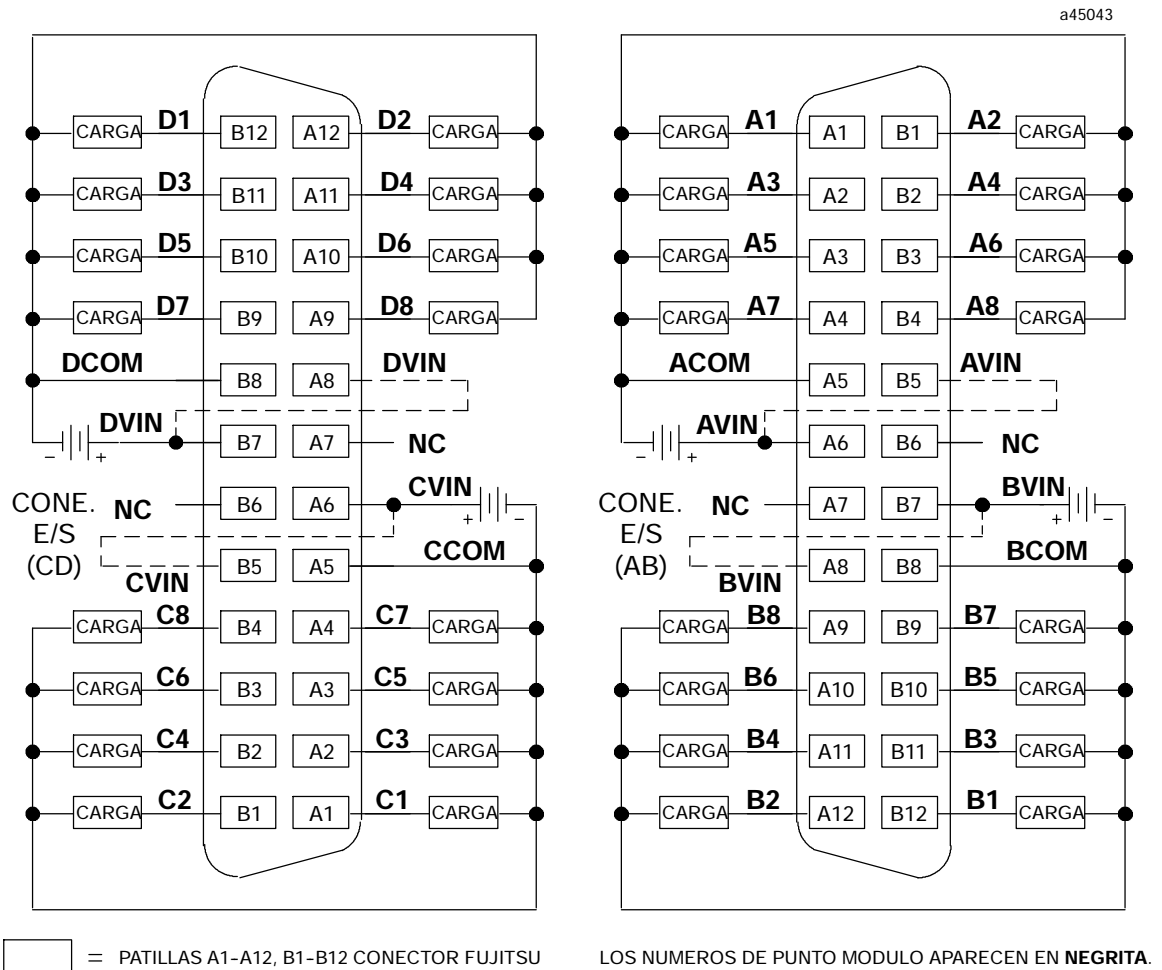 a45043
CARGA D1 B12 A12 D2 CARGA
CARGA D3 B11 A11 D4 CARGA
CARGA D5 B10 A10 D6 CARGA
CARGA D7 B9 A9 D8 CARGA
DCOM B8 A8 DVIN
DVIN B7 A7 NC
- +
CONE. E/S (CD)
NC B6 A6 CVIN
+ -
CVIN B5 A5 CCOM
CARGA C8 B4 A4 C7 CARGA
CARGA C6 B3 A3 C5 CARGA
CARGA C4 B2 A2 C3 CARGA
CARGA C2 B1 A1 C1 CARGA
CARGA A1 A1 B1 A2 CARGA
CARGA A3 A2 B2 A4 CARGA
CARGA A5 A3 B3 A6 CARGA
CARGA A7 A4 B4 A8 CARGA
ACOM A5 B5 AVIN
AVIN A6 B6 NC
- +
CONE. E/S (AB)
NC A7 B7 BVIN
+ -
BVIN A8 B8 BCOM
CARGA B8 A9 B9 B7 CARGA
CARGA B6 A10 B10 B5 CARGA
CARGA B4 A11 B11 B3 CARGA
CARGA B2 A12 B12 B1 CARGA
= PATILLAS A1-A12, B1-B12 CONECTOR FUJITSU
LOS NUMEROS DE PUNTO MODULO APARECEN EN NEGRITA.